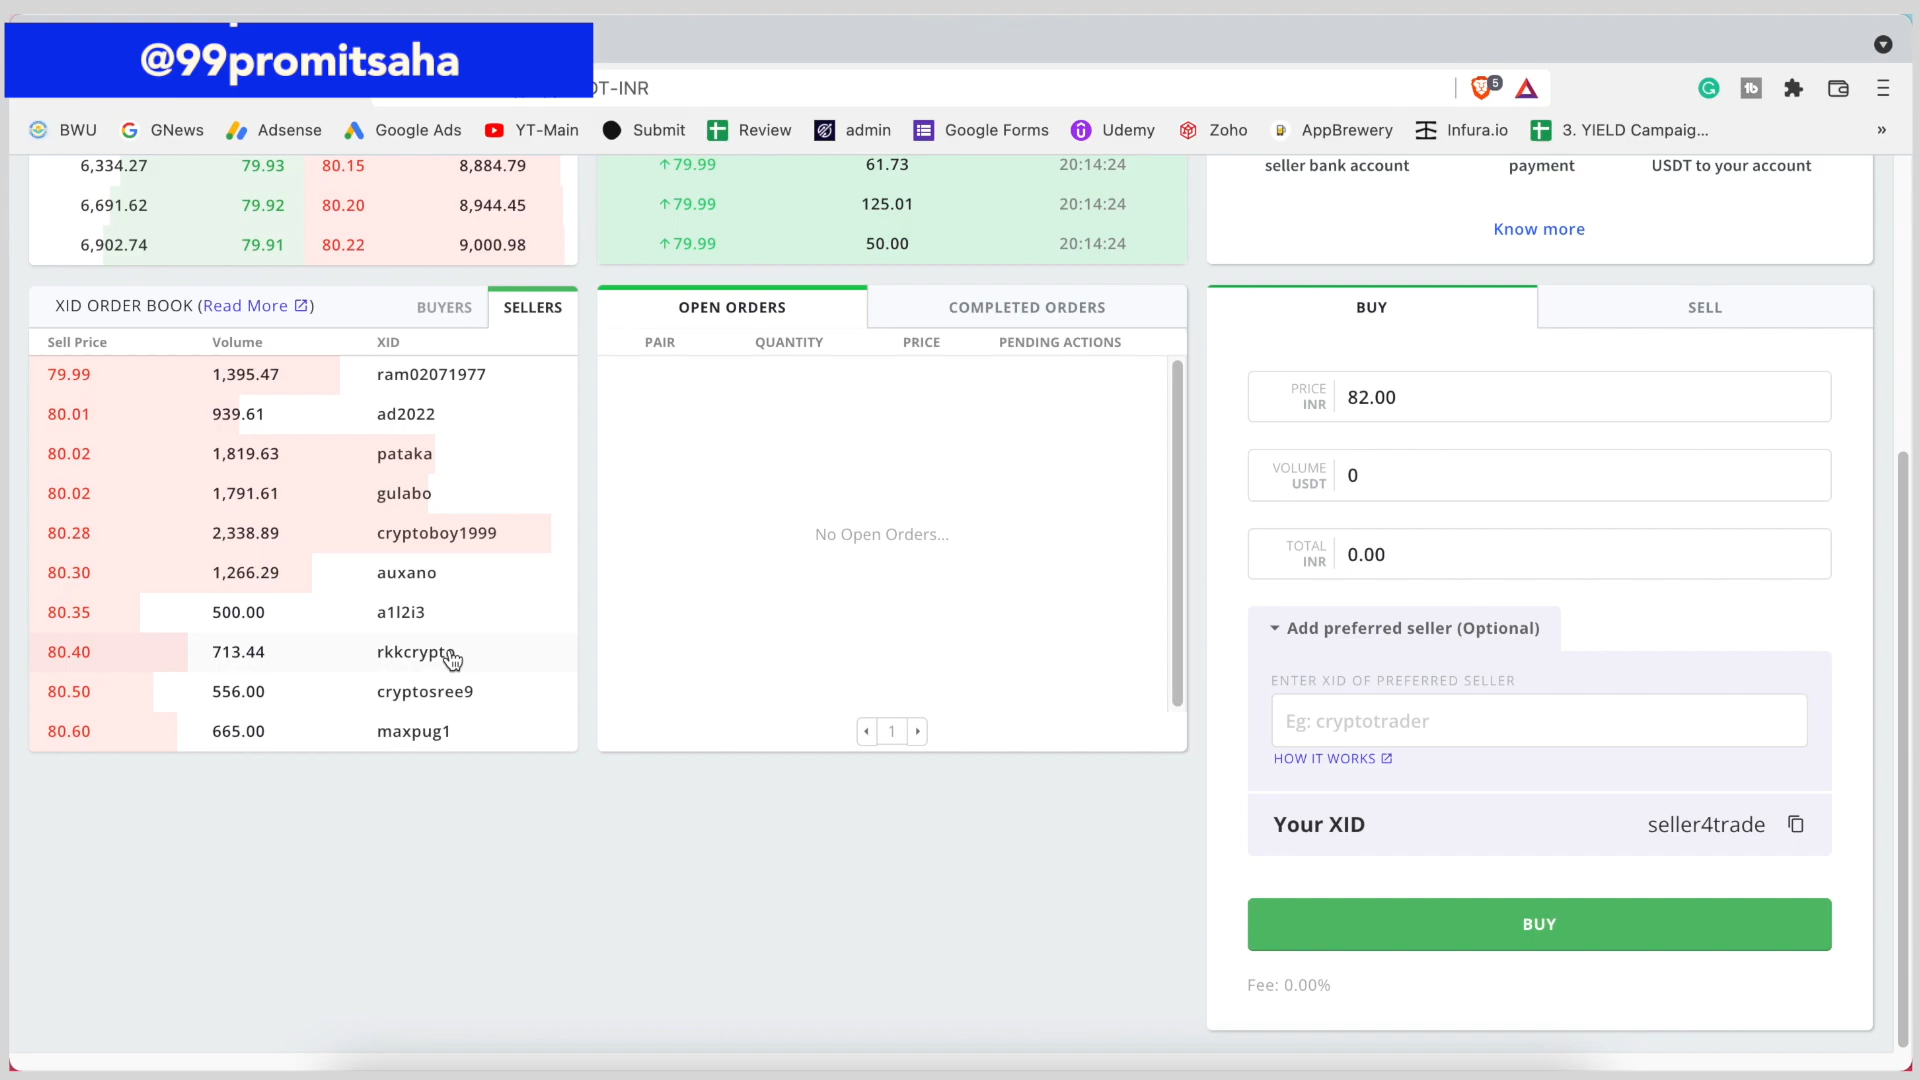 @99promitsaha
DT-INR
5
BWU GNews Adsense Google Ads YT-Main Submit Review admin Google Forms Udemy Zoho AppBrewery Infura.io 3. YIELD Campaig... »
6,334.27 79.93 80.15 8,884.79
6,691.62 79.92 80.20 8,944.45
6,902.74 79.91 80.22 9,000.98
↑79.99 61.73 20:14:24
↑79.99 125.01 20:14:24
↑79.99 50.00 20:14:24
seller bank account payment USDT to your account
Know more
XID ORDER BOOK (Read More) BUYERS SELLERS
Sell Price Volume XID
79.99 1,395.47 ram02071977
80.01 939.61 ad2022
80.02 1,819.63 pataka
80.02 1,791.61 gulabo
80.28 2,338.89 cryptoboy1999
80.30 1,266.29 auxano
80.35 500.00 a1l2i3
80.40 713.44 rkkcrypto
80.50 556.00 cryptosree9
80.60 665.00 maxpug1
OPEN ORDERS COMPLETED ORDERS
PAIR QUANTITY PRICE PENDING ACTIONS
No Open Orders...
1
BUY SELL
PRICE INR 82.00
VOLUME USDT 0
TOTAL INR 0.00
Add preferred seller (Optional)
ENTER XID OF PREFERRED SELLER
Eg: cryptotrader
HOW IT WORKS
Your XID seller4trade
BUY
Fee: 0.00%